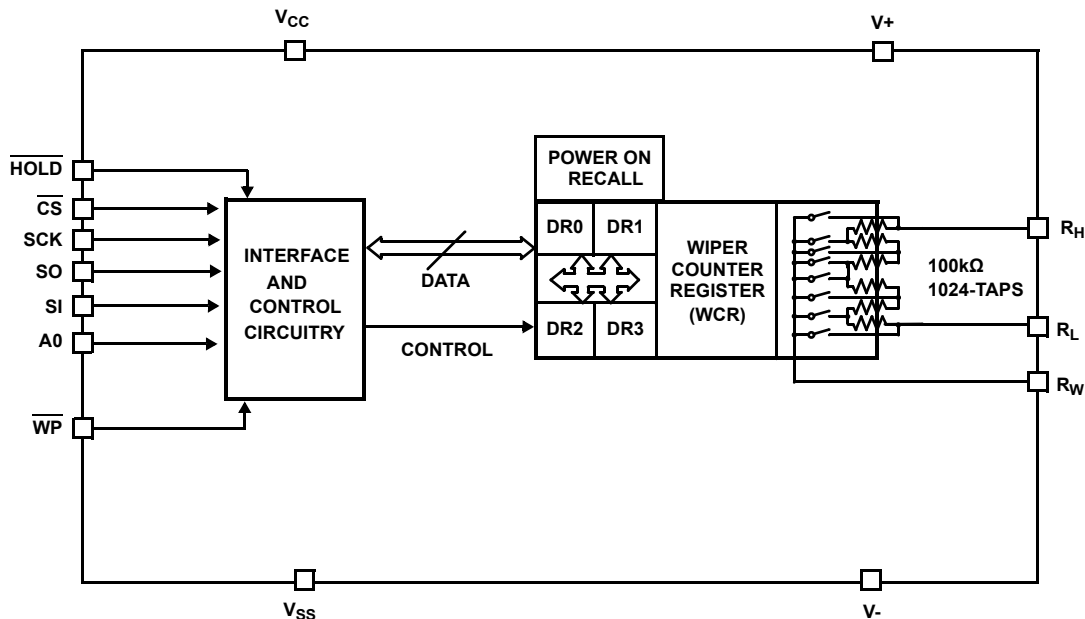 VCC
V+
HOLD
CS
SCK
SO
SI
A0
WP
INTERFACE
AND
CONTROL
CIRCUITRY
DATA
CONTROL
POWER ON
RECALL
DR0
DR1
DR2
DR3
WIPER
COUNTER
REGISTER
(WCR)
100kΩ
1024-TAPS
RH
RL
RW
VSS
V-